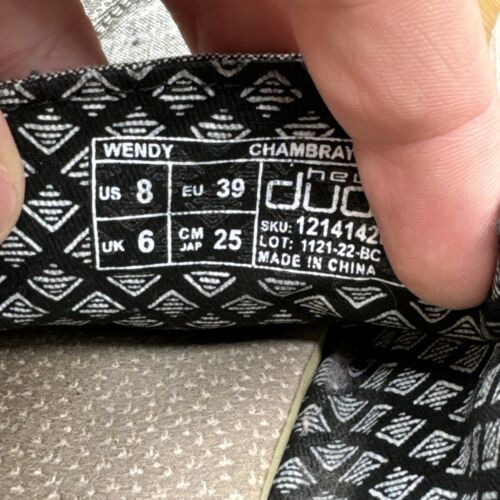 WENDY CHAMBRAY
US 8 EU 39
UK 6 CM JAP 25
duo
SKU: 1214142
LOT: 1121-22-BC
MADE IN CHINA